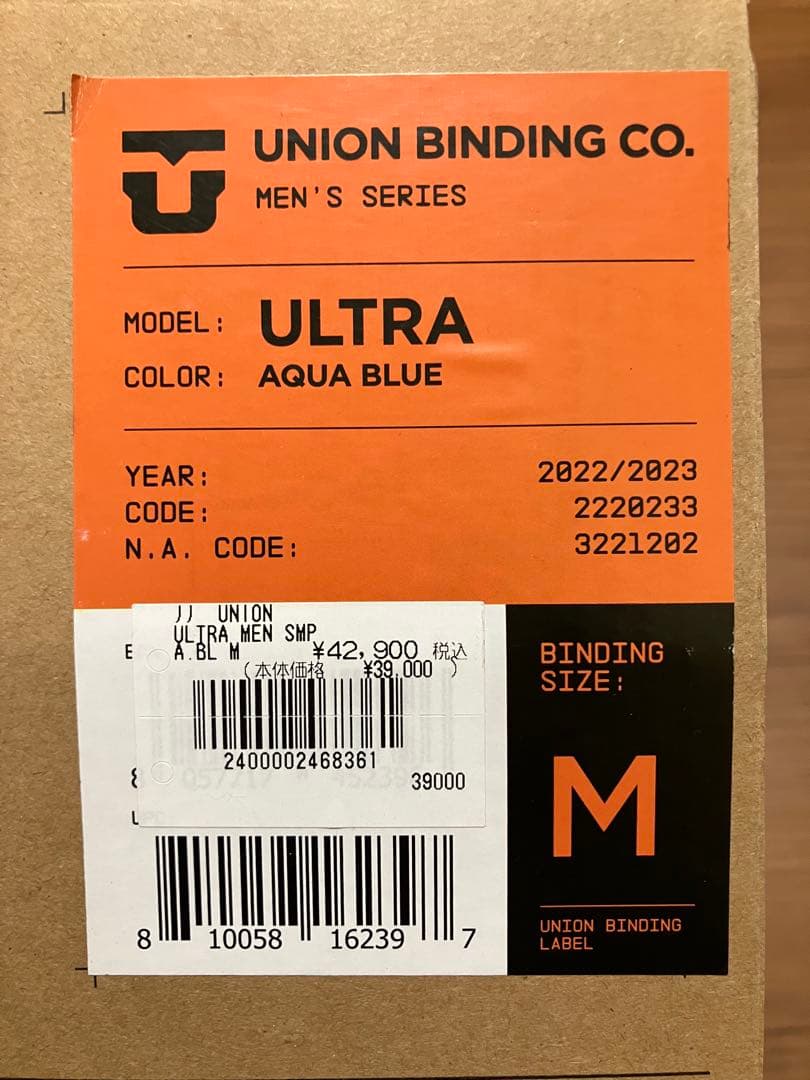 UNION BINDING CO.
MEN'S SERIES
MODEL: ULTRA
COLOR: AQUA BLUE
YEAR: 2022/2023
CODE: 2220233
N.A. CODE: 3221202
)) UNION
ULTRA MEN SMP
A.BL M ¥42,900 税込
(本体価格 ¥39,000 )
2400002468361
39000
8 10058 16239 7
BINDING
SIZE:
M
UNION BINDING
LABEL